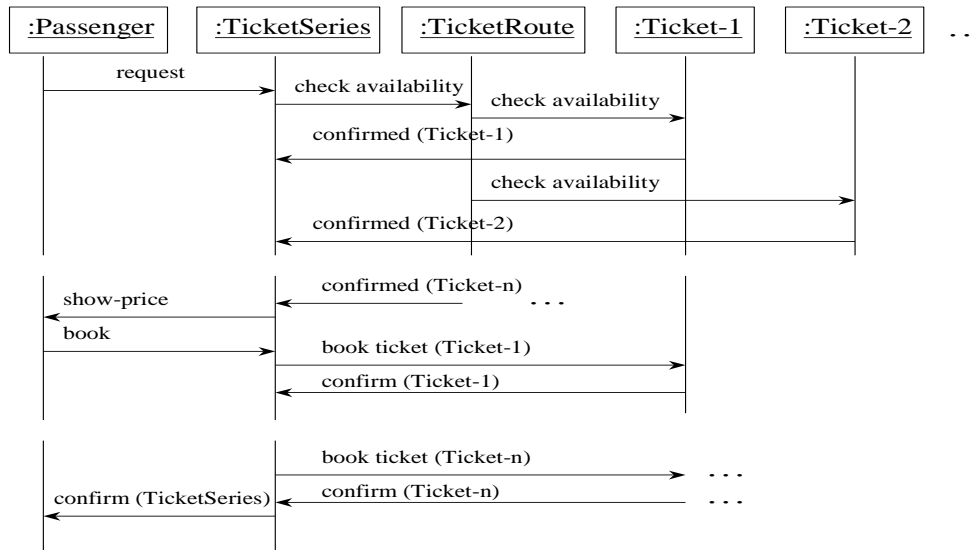 :Passenger :TicketSeries :TicketRoute :Ticket-1 :Ticket-2 . .
request
check availability
check availability
confirmed (Ticket-1)
check availability
confirmed (Ticket-2)
confirmed (Ticket-n) . . .
show-price
book
book ticket (Ticket-1)
confirm (Ticket-1)
book ticket (Ticket-n) . . .
confirm (Ticket-n) . . .
confirm (TicketSeries)